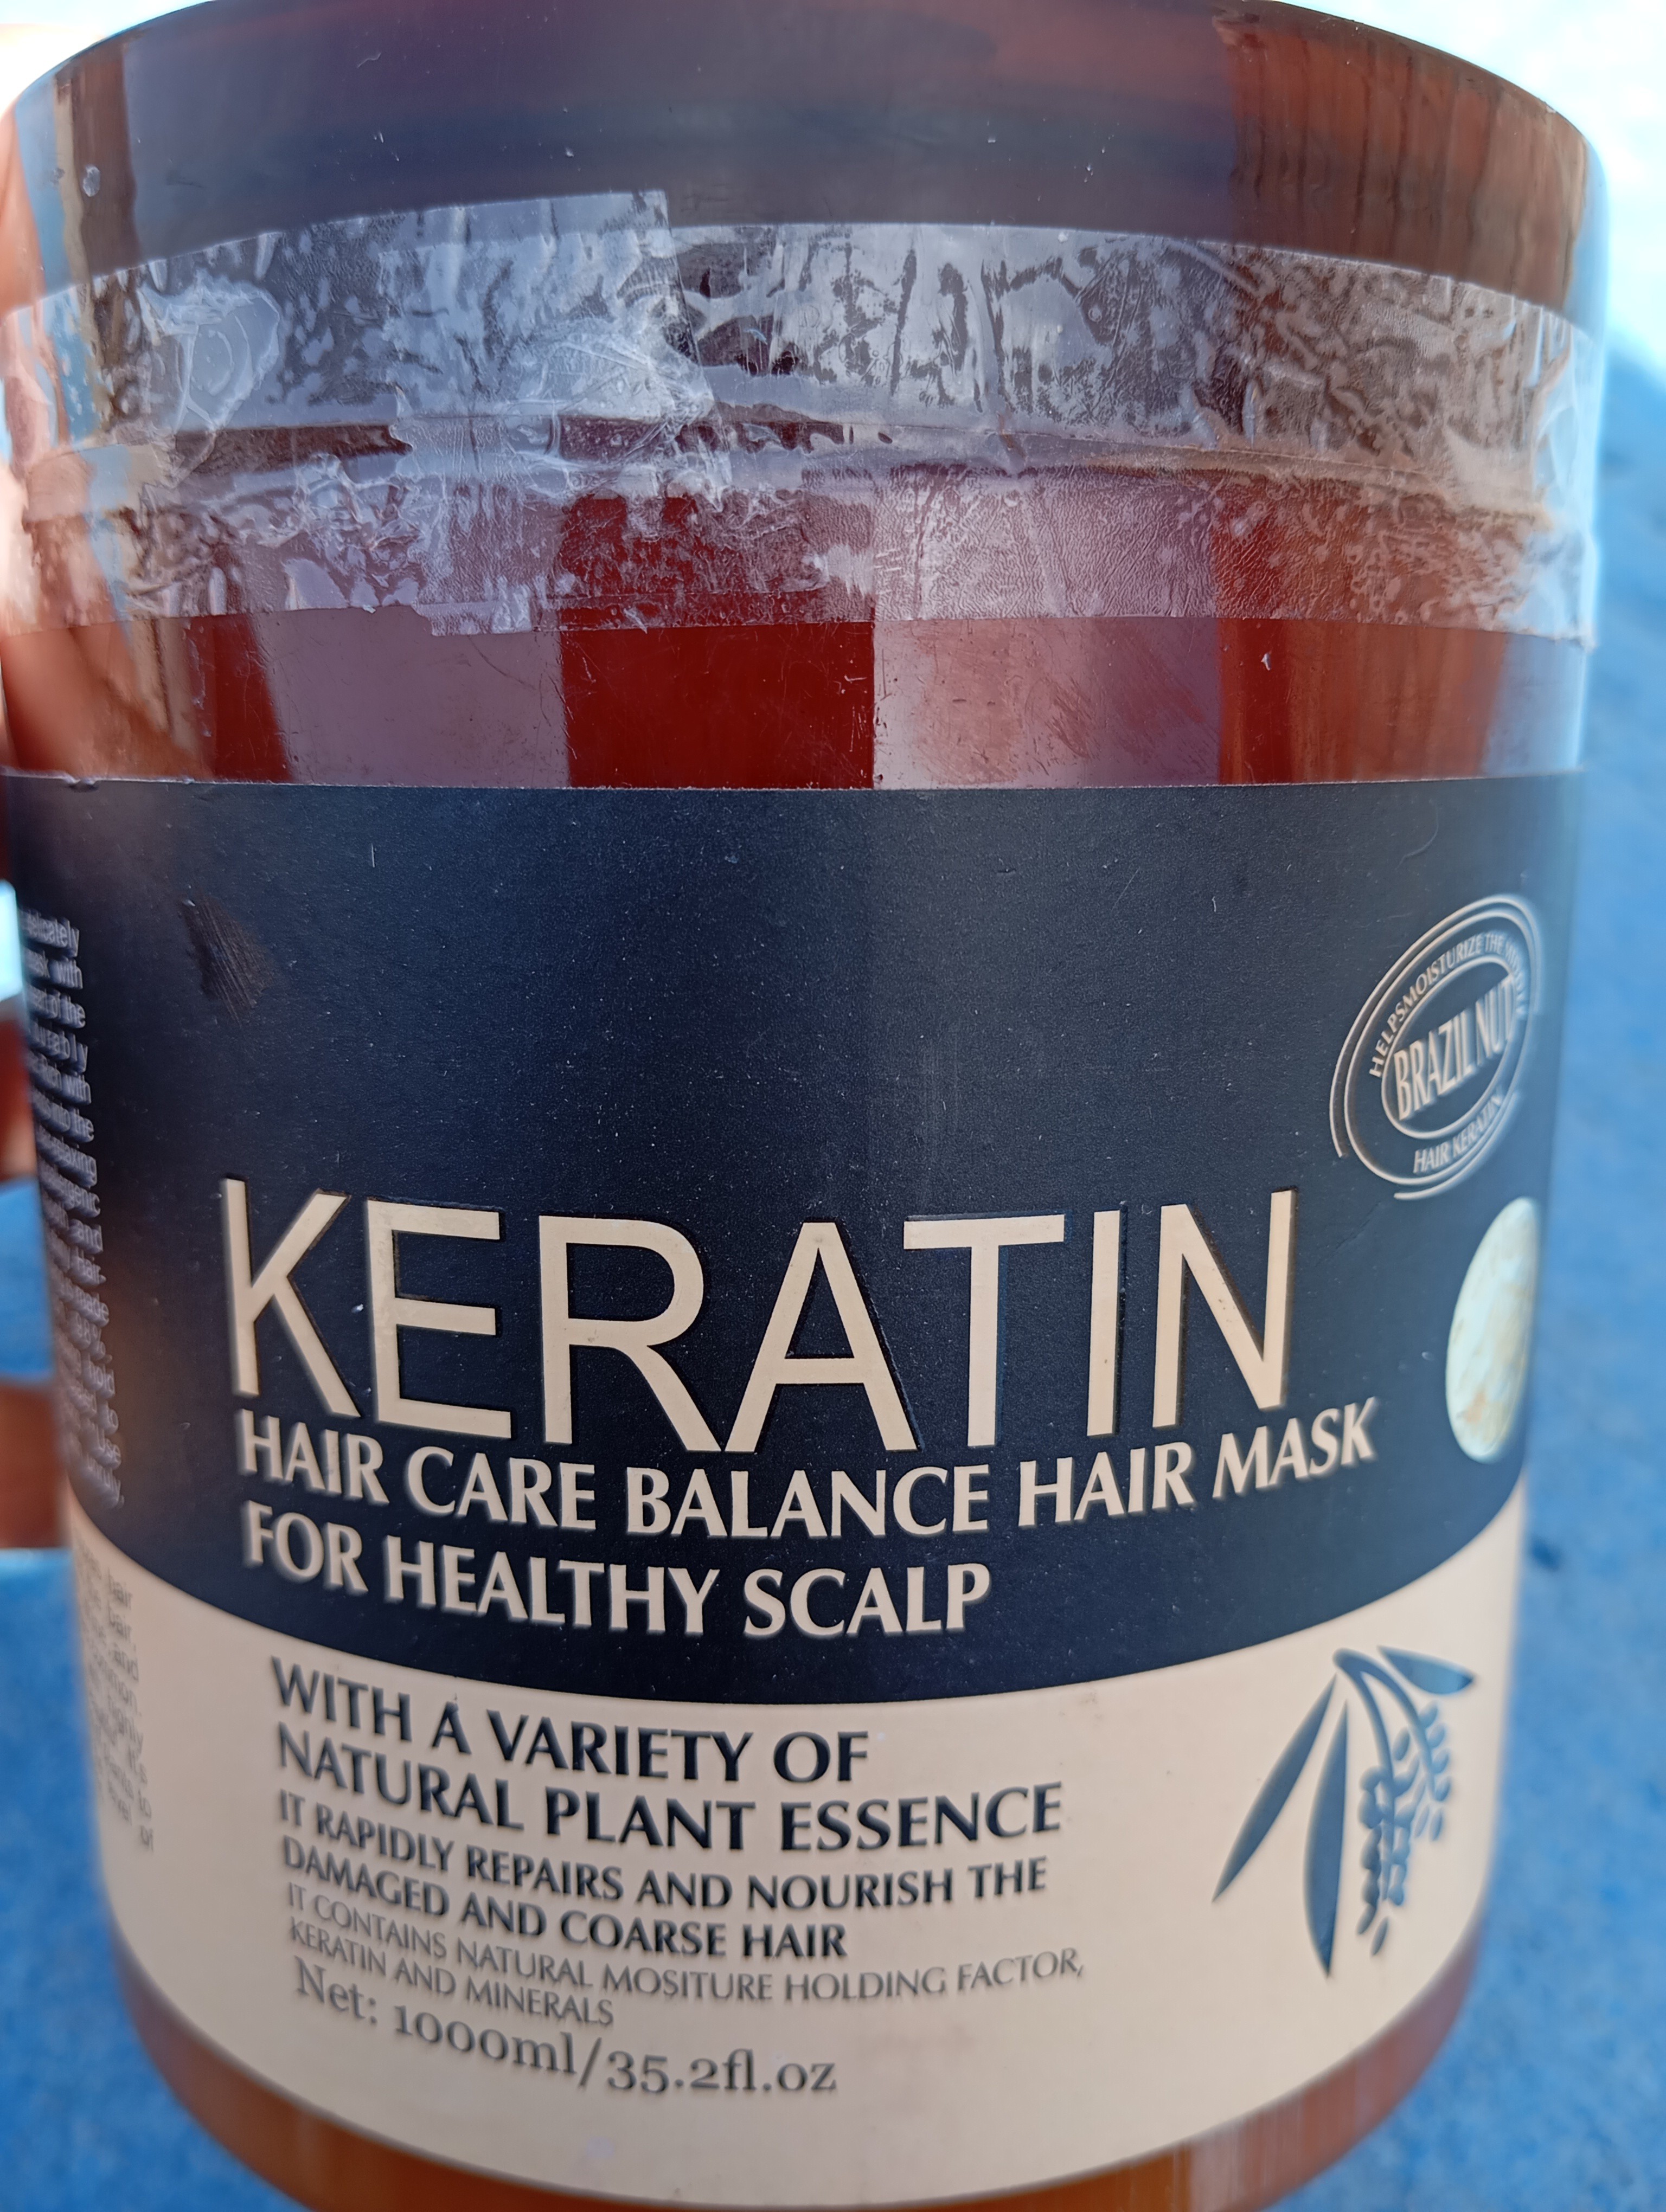 HELPSMOISTURIZE THE
BRAZIL NUT
HAIR KERATIN
KERATIN
HAIR CARE BALANCE HAIR MASK
FOR HEALTHY SCALP
WITH A VARIETY OF
NATURAL PLANT ESSENCE
IT RAPIDLY REPAIRS AND NOURISH THE
DAMAGED AND COARSE HAIR
IT CONTAINS NATURAL MOSITURE HOLDING FACTOR,
KERATIN AND MINERALS
Net: 1000ml/35.2fl.oz